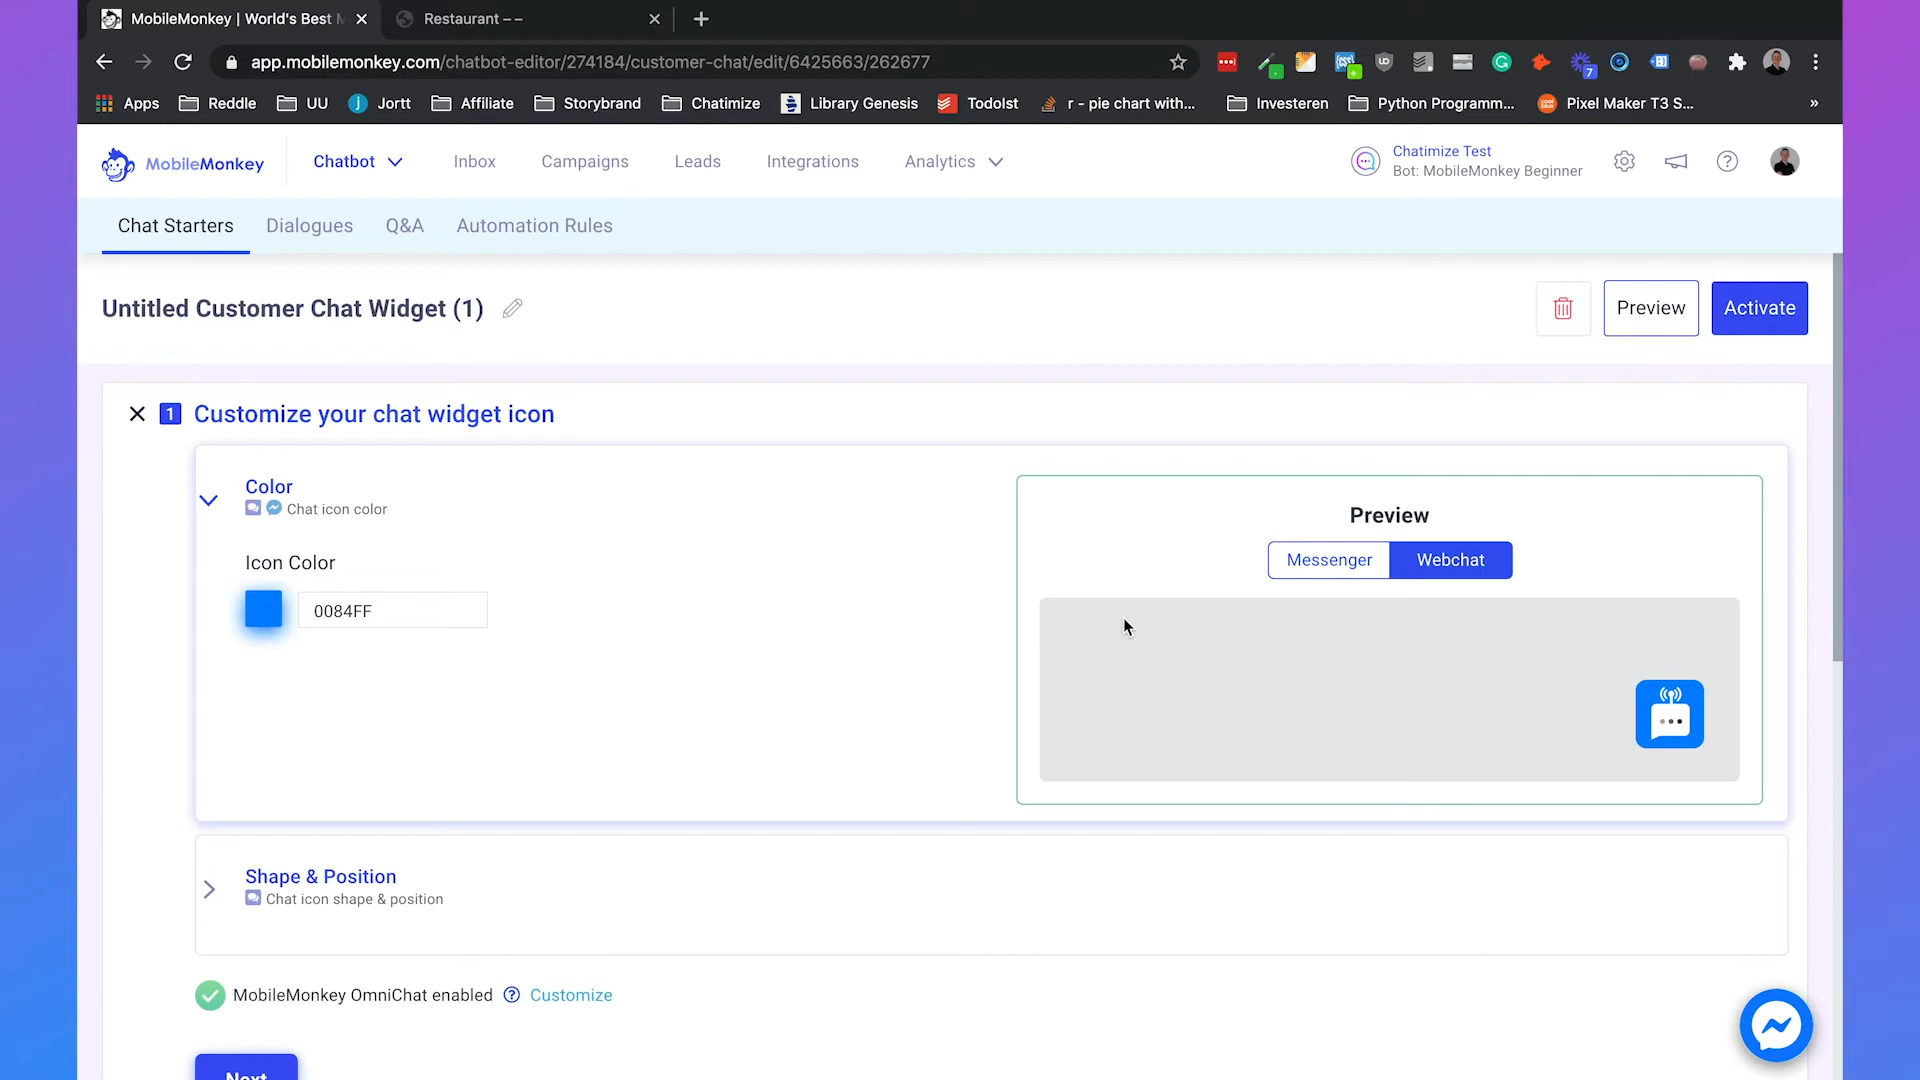 MobileMonkey | World's Best M
Restaurant – –
app.mobilemonkey.com/chatbot-editor/274184/customer-chat/edit/6425663/262677
7
Apps Reddle UU Jortt Affiliate Storybrand Chatimize Library Genesis TodoIst r - pie chart with... Investeren Python Programm... Pixel Maker T3 S... »
MobileMonkey Chatbot Inbox Campaigns Leads Integrations Analytics
Chatimize Test
Bot: MobileMonkey Beginner
Chat Starters Dialogues Q&A Automation Rules
Untitled Customer Chat Widget (1) Preview Activate
1 Customize your chat widget icon
Color
Chat icon color
Icon Color
0084FF
Preview
Messenger Webchat
Shape & Position
Chat icon shape & position
MobileMonkey OmniChat enabled ? Customize
Next